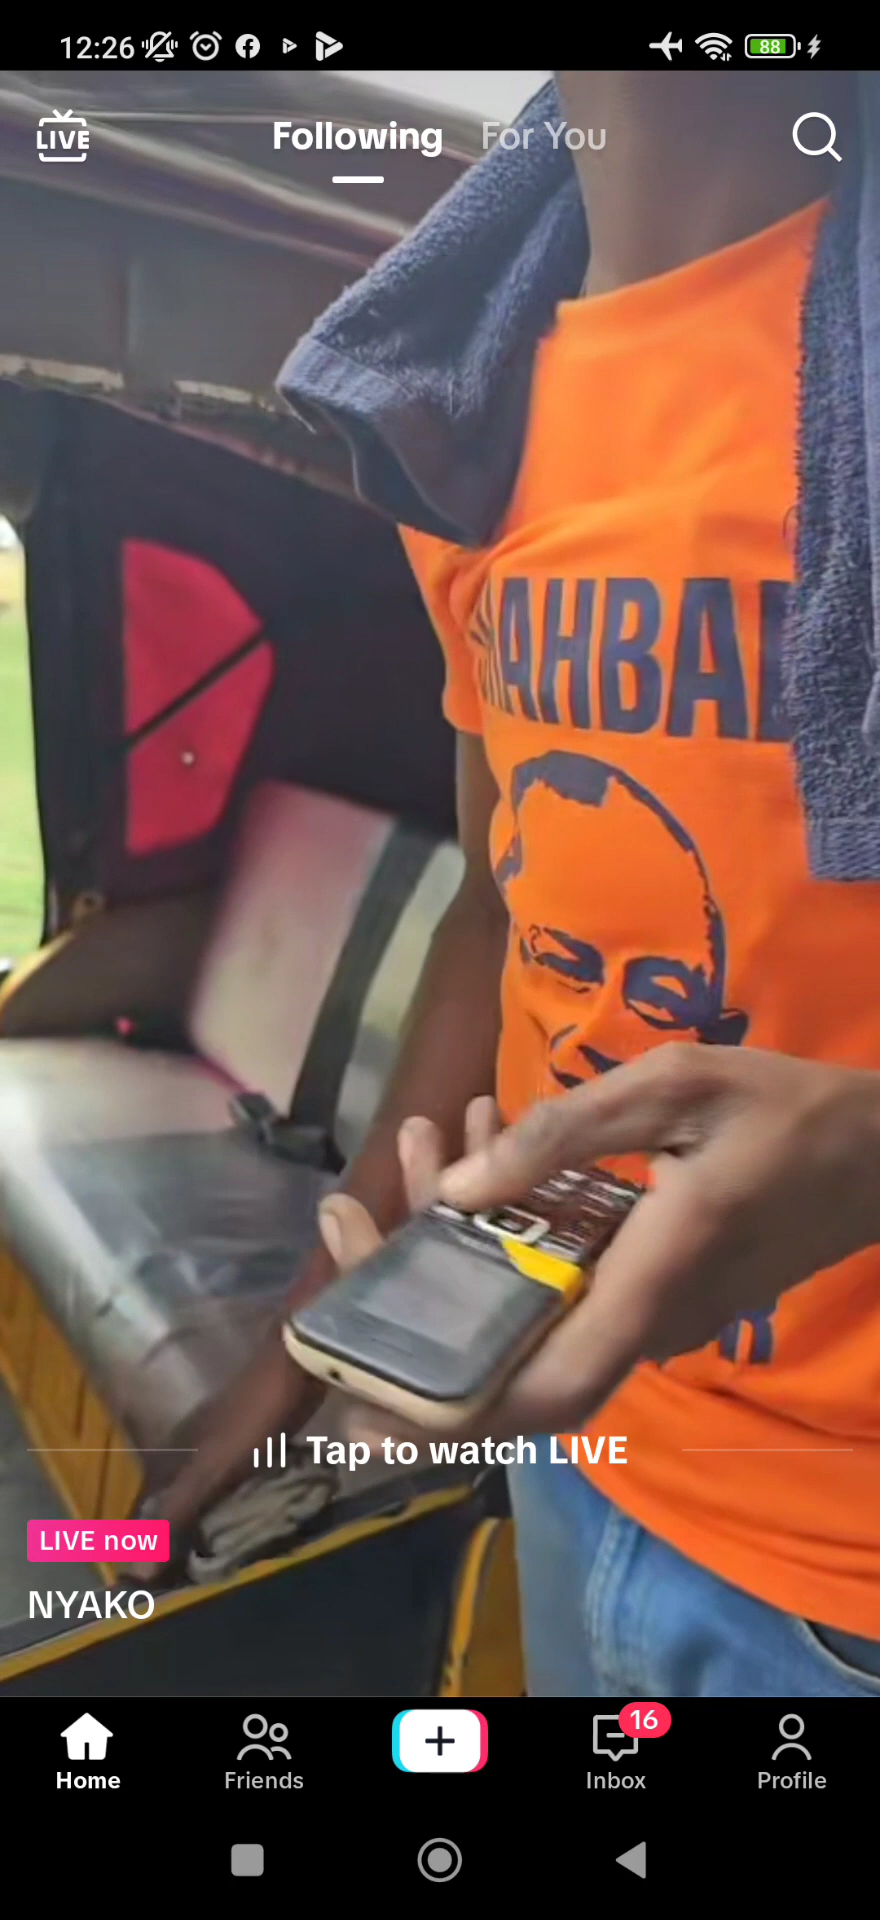 12:26
88
LIVE
Following
For You
Tap to watch LIVE
LIVE now
NYAKO
Home
Friends
16
Inbox
Profile